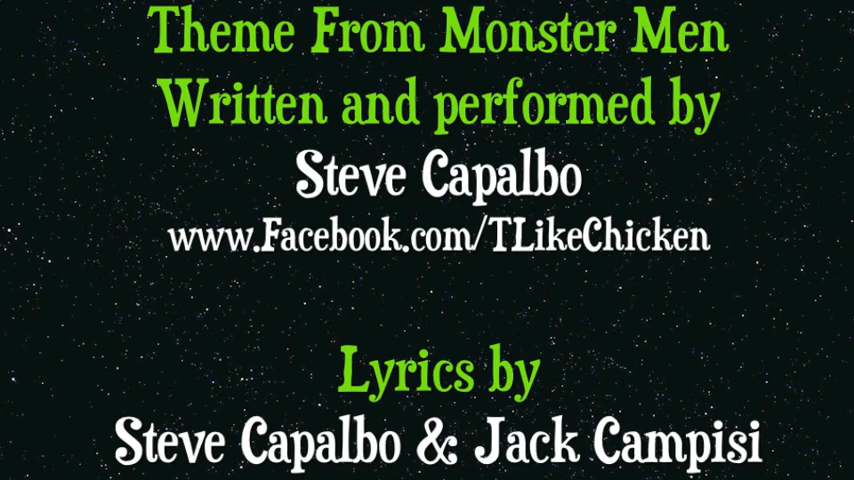 Theme From Monster Men
Written and performed by
Steve Capalbo
www.Facebook.com/TLikeChicken
Lyrics by
Steve Capalbo & Jack Campisi